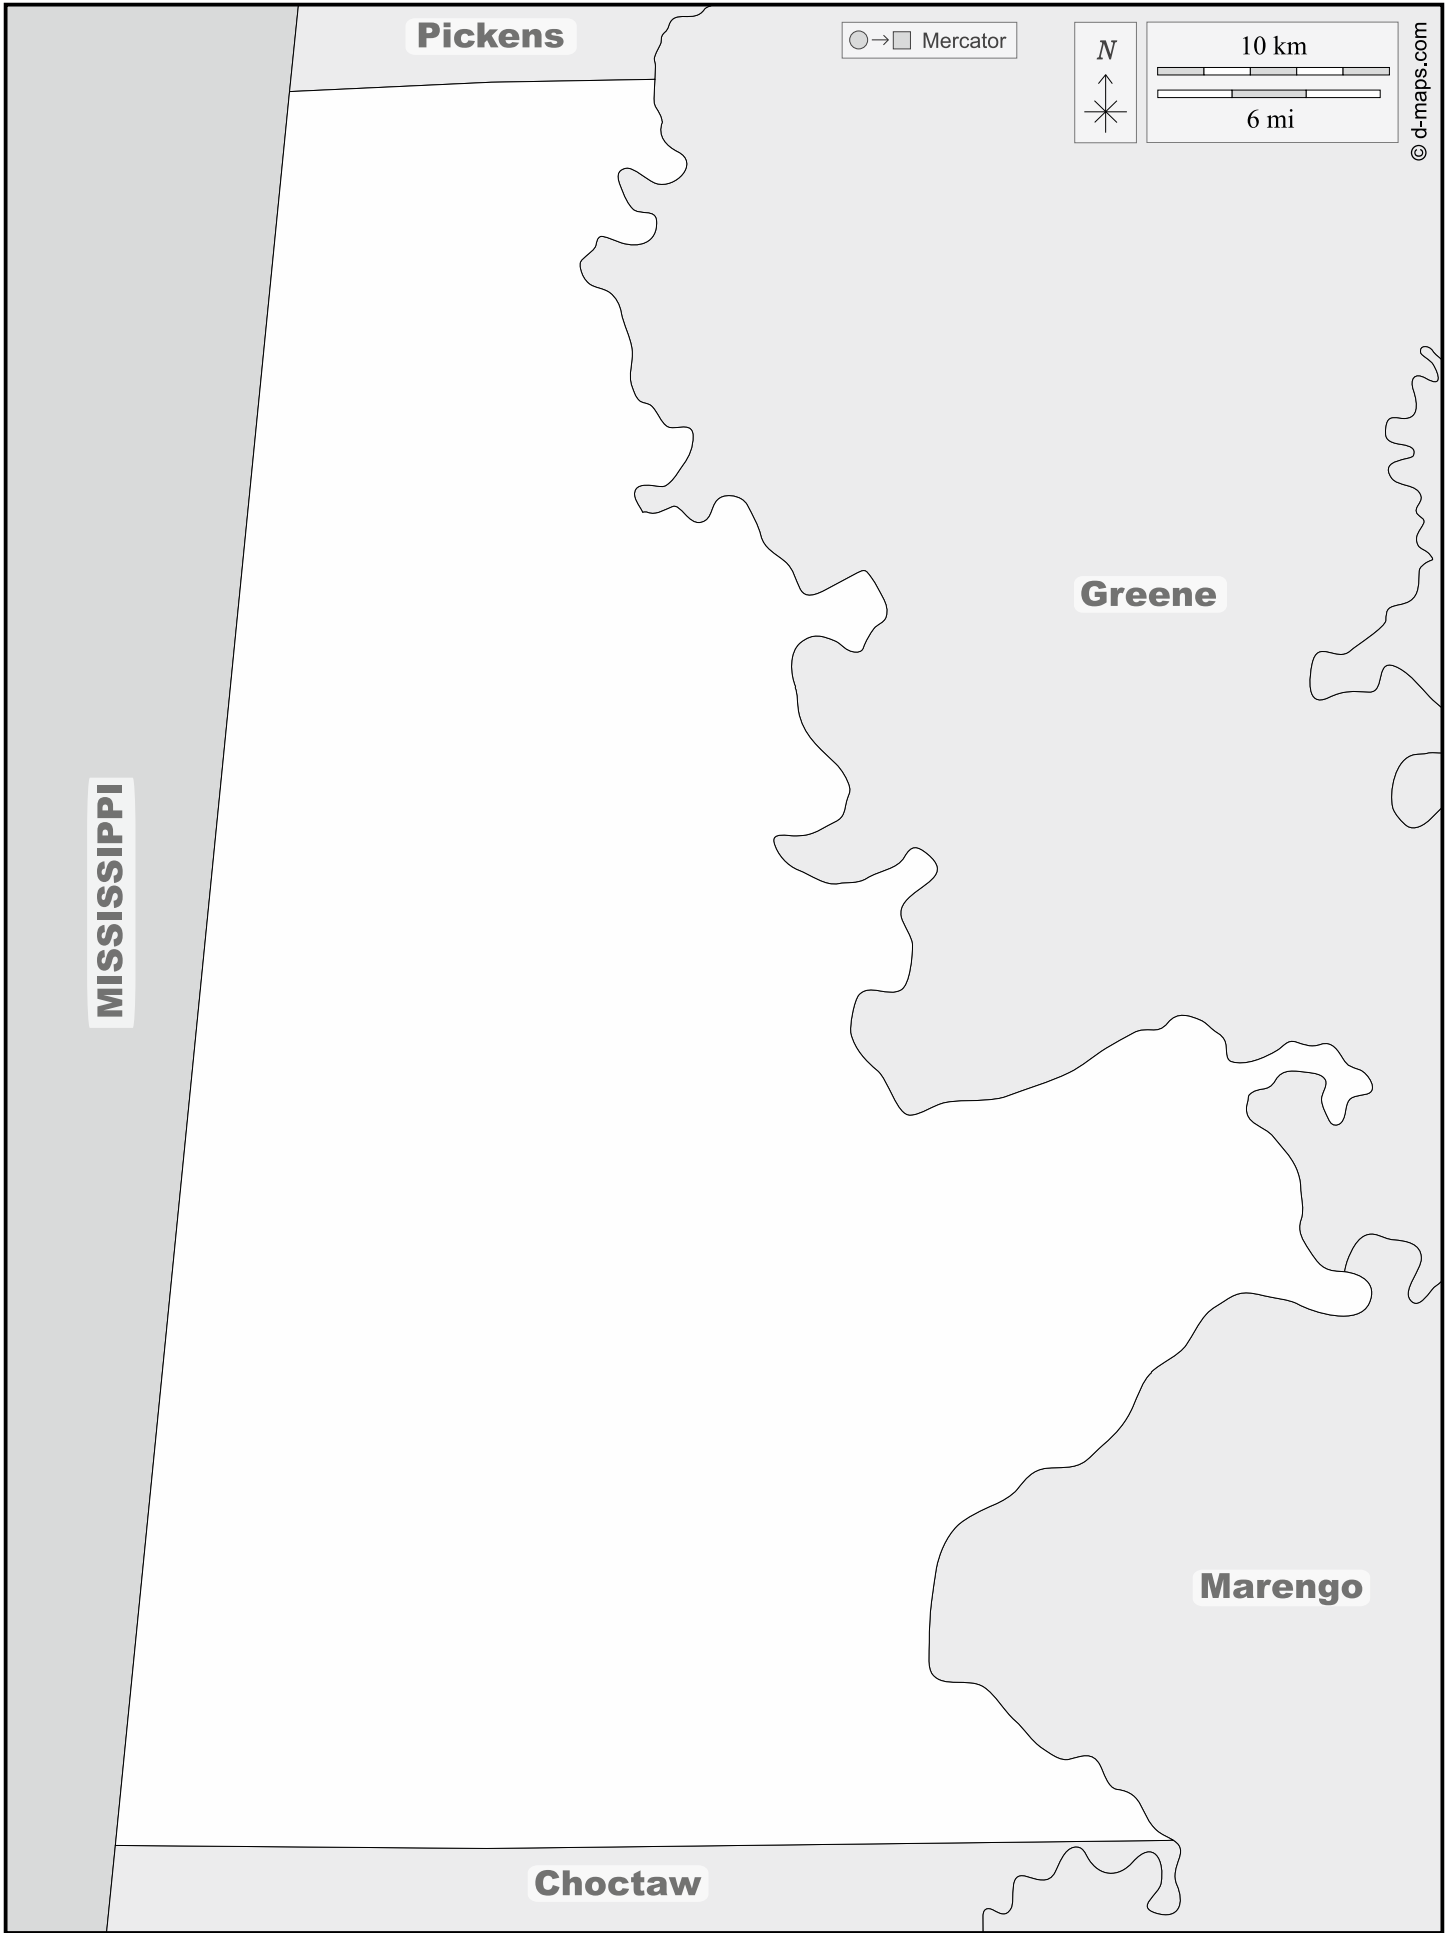 Pickens
Mercator
N
10 km
6 mi
© d-maps.com
Greene
MISSISSIPPI
Marengo
Choctaw